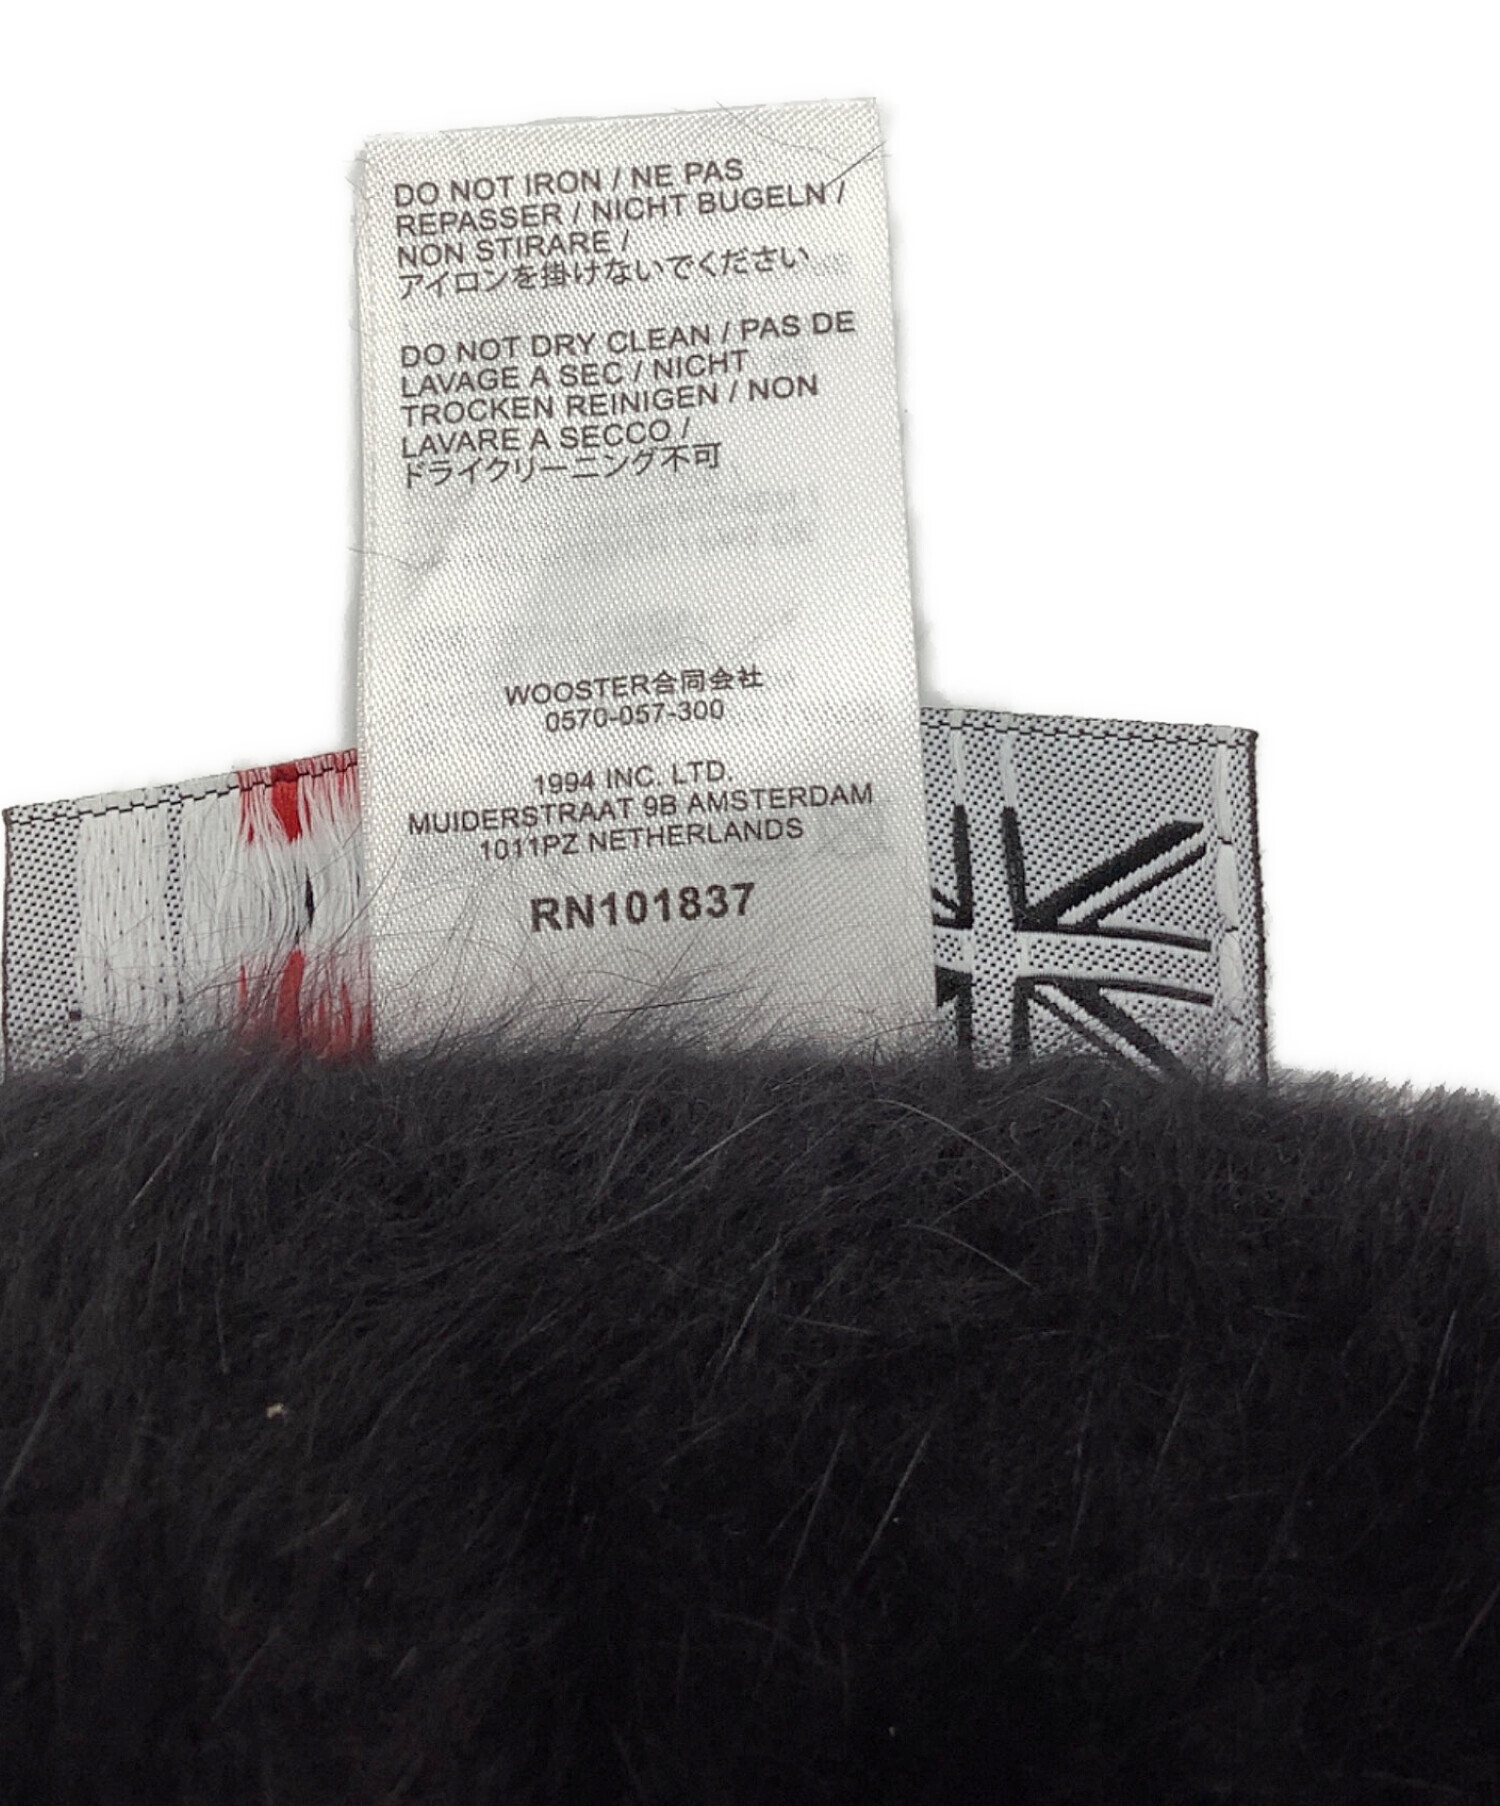 DO NOT IRON / NE PAS
REPASSER / NICHT BUGELN /
NON STIRARE /
アイロンを掛けないでください
DO NOT DRY CLEAN / PAS DE
LAVAGE A SEC / NICHT
TROCKEN REINIGEN / NON
LAVARE A SECCO /
ドライクリーニング不可
WOOSTER合同会社
0570-057-300
1994 INC. LTD.
MUIDERSTRAAT 9B AMSTERDAM
1011PZ NETHERLANDS
RN101837